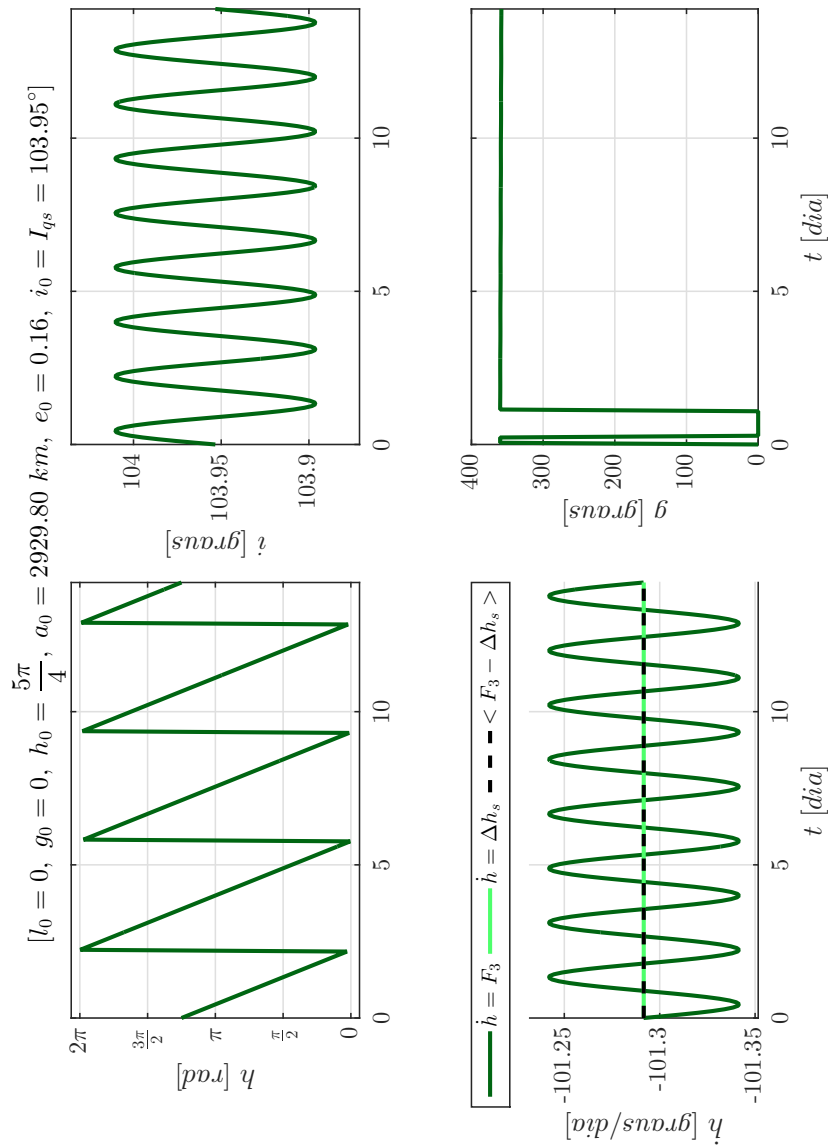 [l₀ = 0, g₀ = 0, h₀ = 5π/4, a₀ = 2929.80 km, e₀ = 0.16, i₀ = I_qs = 103.95°]
h [rad]
2π
3π/2
π
π/2
0
0 5 10
i [graus]
104
103.95
103.9
0 5 10
ḣ = F₃ ḣ = Δh_s < F₃ − Δh_s >
ḣ [graus/dia]
-101.25
-101.3
-101.35
0 5 10
t [dia]
g [graus]
400
300
200
100
0
0 5 10
t [dia]